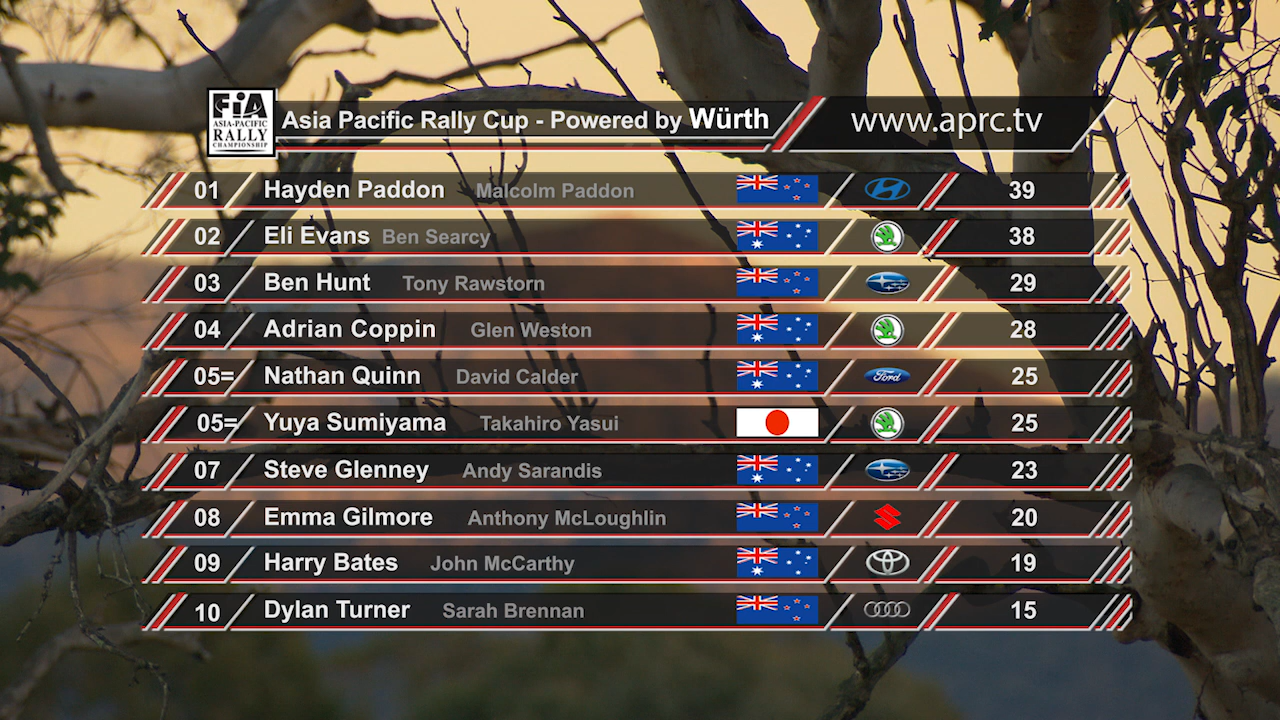 FIA
ASIA-PACIFIC
RALLY
CHAMPIONSHIP
Asia Pacific Rally Cup - Powered by Würth
www.aprc.tv
01 Hayden Paddon Malcolm Paddon 39
02 Eli Evans Ben Searcy 38
03 Ben Hunt Tony Rawstorn 29
04 Adrian Coppin Glen Weston 28
05= Nathan Quinn David Calder Ford 25
05= Yuya Sumiyama Takahiro Yasui 25
07 Steve Glenney Andy Sarandis 23
08 Emma Gilmore Anthony McLoughlin 20
09 Harry Bates John McCarthy 19
10 Dylan Turner Sarah Brennan 15